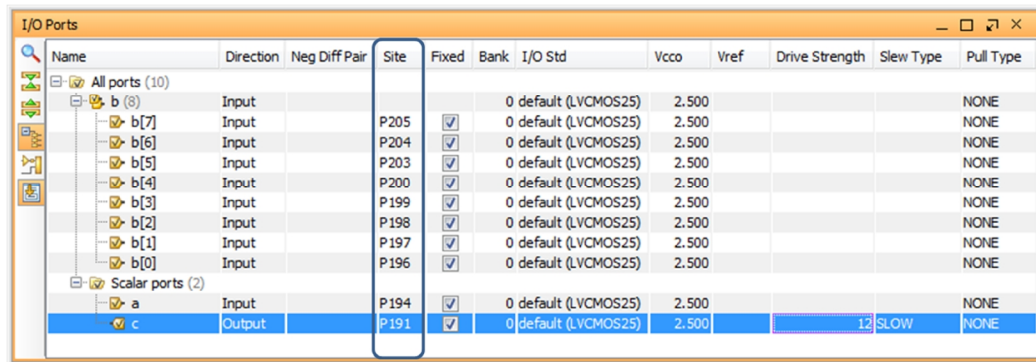 I/O Ports
Name Direction Neg Diff Pair Site Fixed Bank I/O Std Vcco Vref Drive Strength Slew Type Pull Type
All ports (10)
b (8) Input 0 default (LVCMOS25) 2.500 NONE
b[7] Input P205 0 default (LVCMOS25) 2.500 NONE
b[6] Input P204 0 default (LVCMOS25) 2.500 NONE
b[5] Input P203 0 default (LVCMOS25) 2.500 NONE
b[4] Input P200 0 default (LVCMOS25) 2.500 NONE
b[3] Input P199 0 default (LVCMOS25) 2.500 NONE
b[2] Input P198 0 default (LVCMOS25) 2.500 NONE
b[1] Input P197 0 default (LVCMOS25) 2.500 NONE
b[0] Input P196 0 default (LVCMOS25) 2.500 NONE
Scalar ports (2)
a Input P194 0 default (LVCMOS25) 2.500 NONE
c Output P191 0 default (LVCMOS25) 2.500 12 SLOW NONE